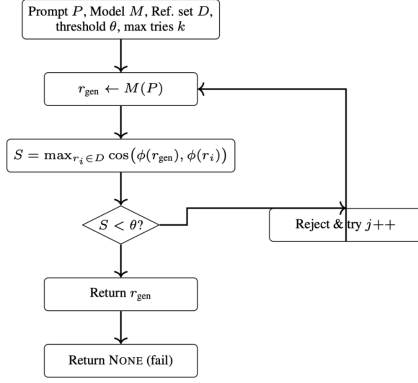 Prompt P, Model M, Ref. set D,
threshold θ, max tries k
r_gen ← M(P)
S = max_{r_i∈D} cos(φ(r_gen), φ(r_i))
S < θ?
Reject & try j++
Return r_gen
Return NONE (fail)